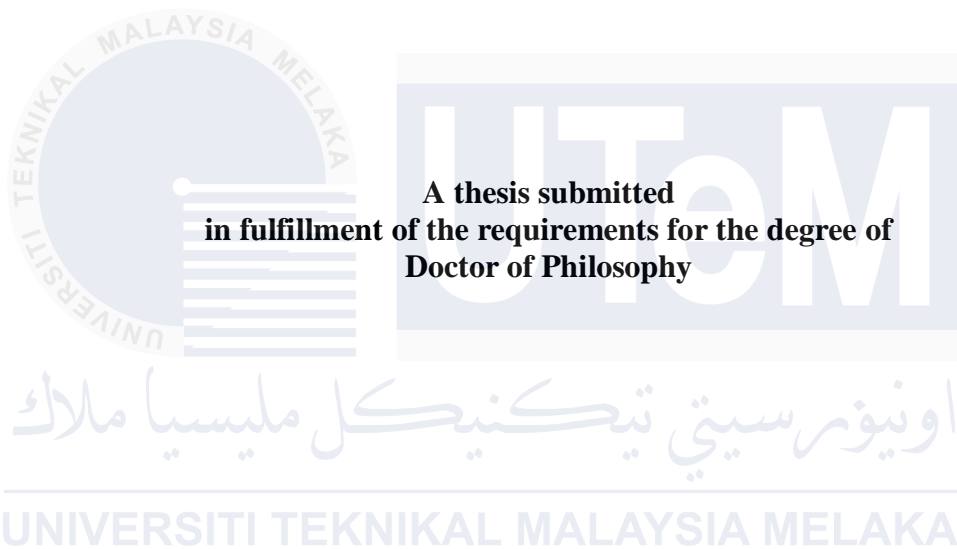 UNIVERSITI TEKNIKAL MALAYSIA MELAKA
UTeM
A thesis submitted
in fulfillment of the requirements for the degree of
Doctor of Philosophy
اونيۏرسيتي تيكنيكل مليسيا ملاك
UNIVERSITI TEKNIKAL MALAYSIA MELAKA